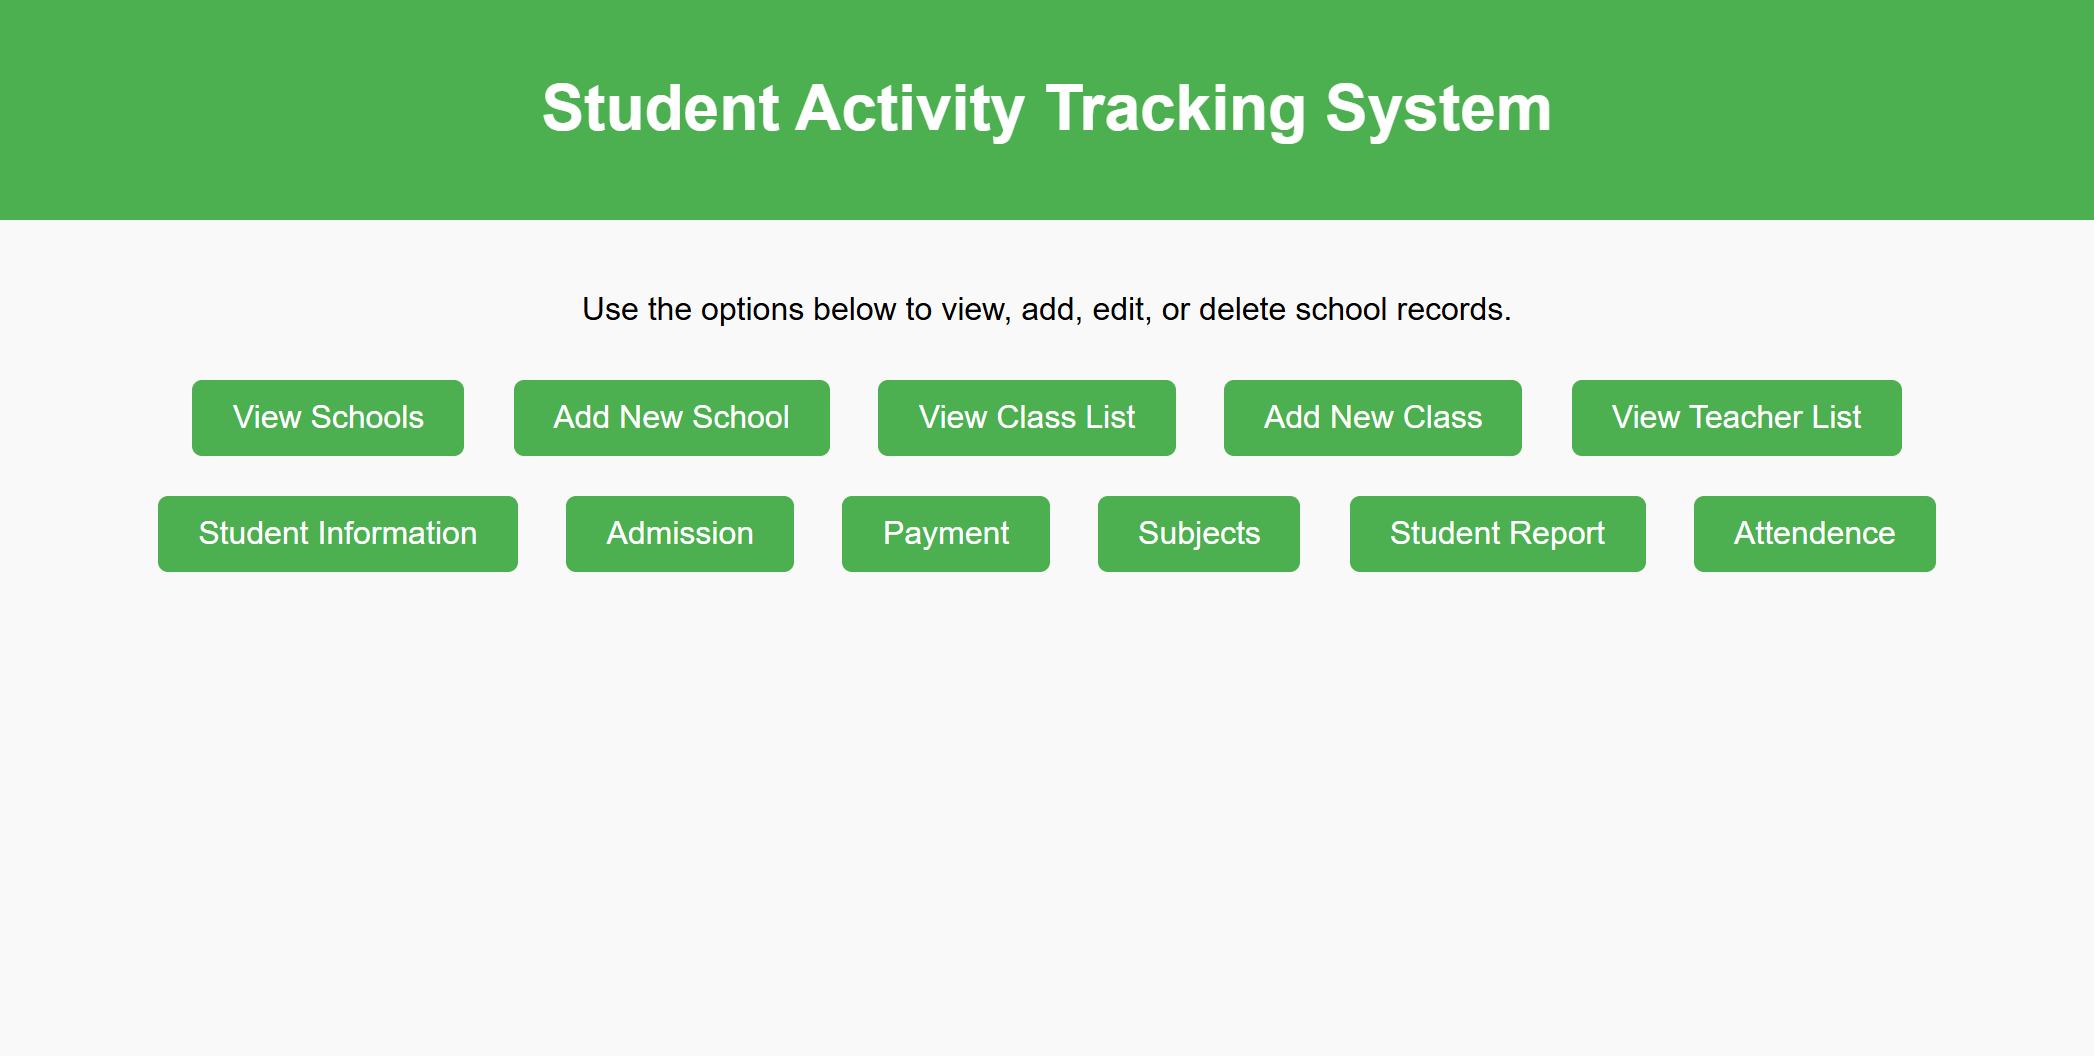 Student Activity Tracking System
Use the options below to view, add, edit, or delete school records.
View Schools Add New School View Class List Add New Class View Teacher List
Student Information Admission Payment Subjects Student Report Attendence